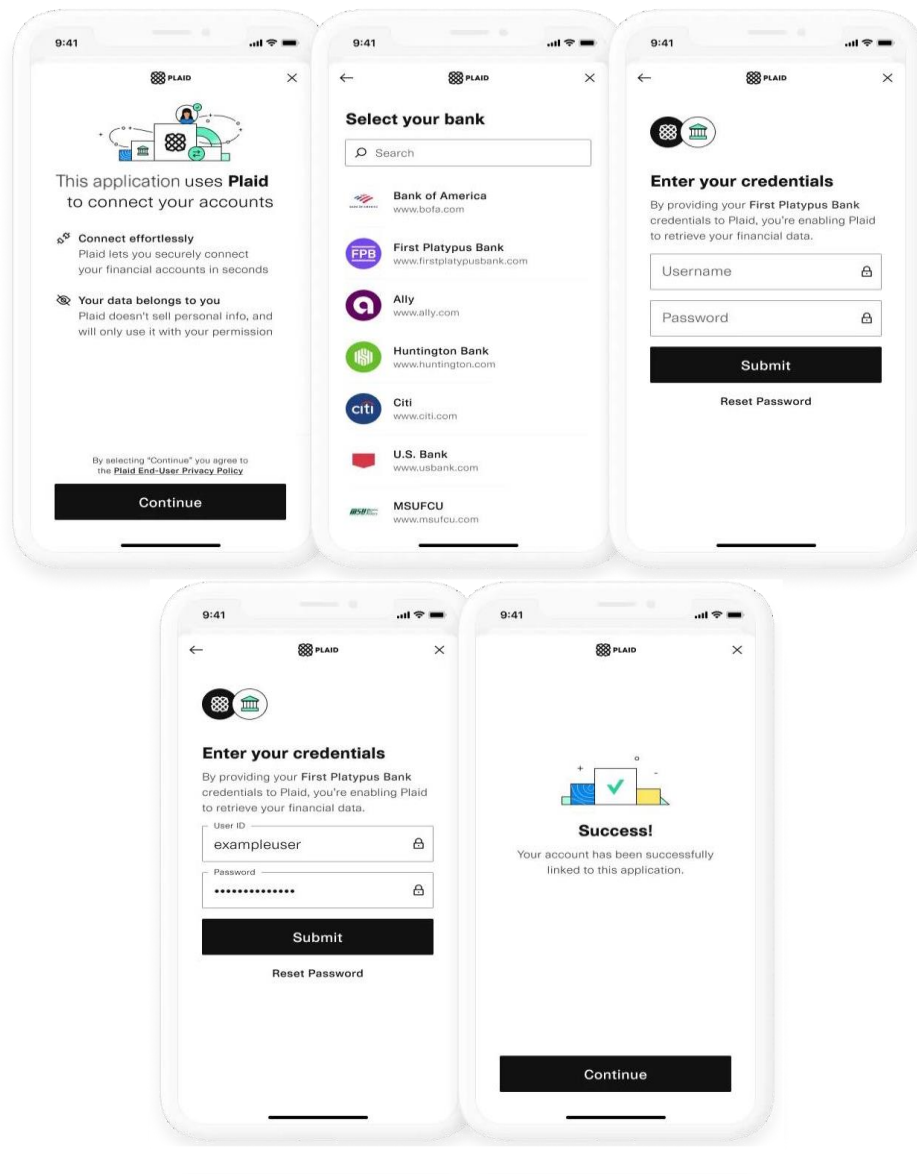 9:41
PLAID
This application uses Plaid
to connect your accounts
Connect effortlessly
Plaid lets you securely connect
your financial accounts in seconds
Your data belongs to you
Plaid doesn't sell personal info, and
will only use it with your permission
By selecting "Continue" you agree to
the Plaid End-User Privacy Policy
Continue
9:41
PLAID
Select your bank
Search
BANK OF AMERICA
Bank of America
www.bofa.com
FPB
First Platypus Bank
www.firstplatypusbank.com
Ally
www.ally.com
Huntington Bank
www.huntington.com
citi
Citi
www.citi.com
U.S. Bank
www.usbank.com
MSU
MSUFCU
www.msufcu.com
9:41
PLAID
Enter your credentials
By providing your First Platypus Bank
credentials to Plaid, you're enabling Plaid
to retrieve your financial data.
Username
Password
Submit
Reset Password
9:41
PLAID
Enter your credentials
By providing your First Platypus Bank
credentials to Plaid, you're enabling Plaid
to retrieve your financial data.
User ID
exampleuser
Password
••••••••••••••
Submit
Reset Password
9:41
PLAID
Success!
Your account has been successfully
linked to this application.
Continue